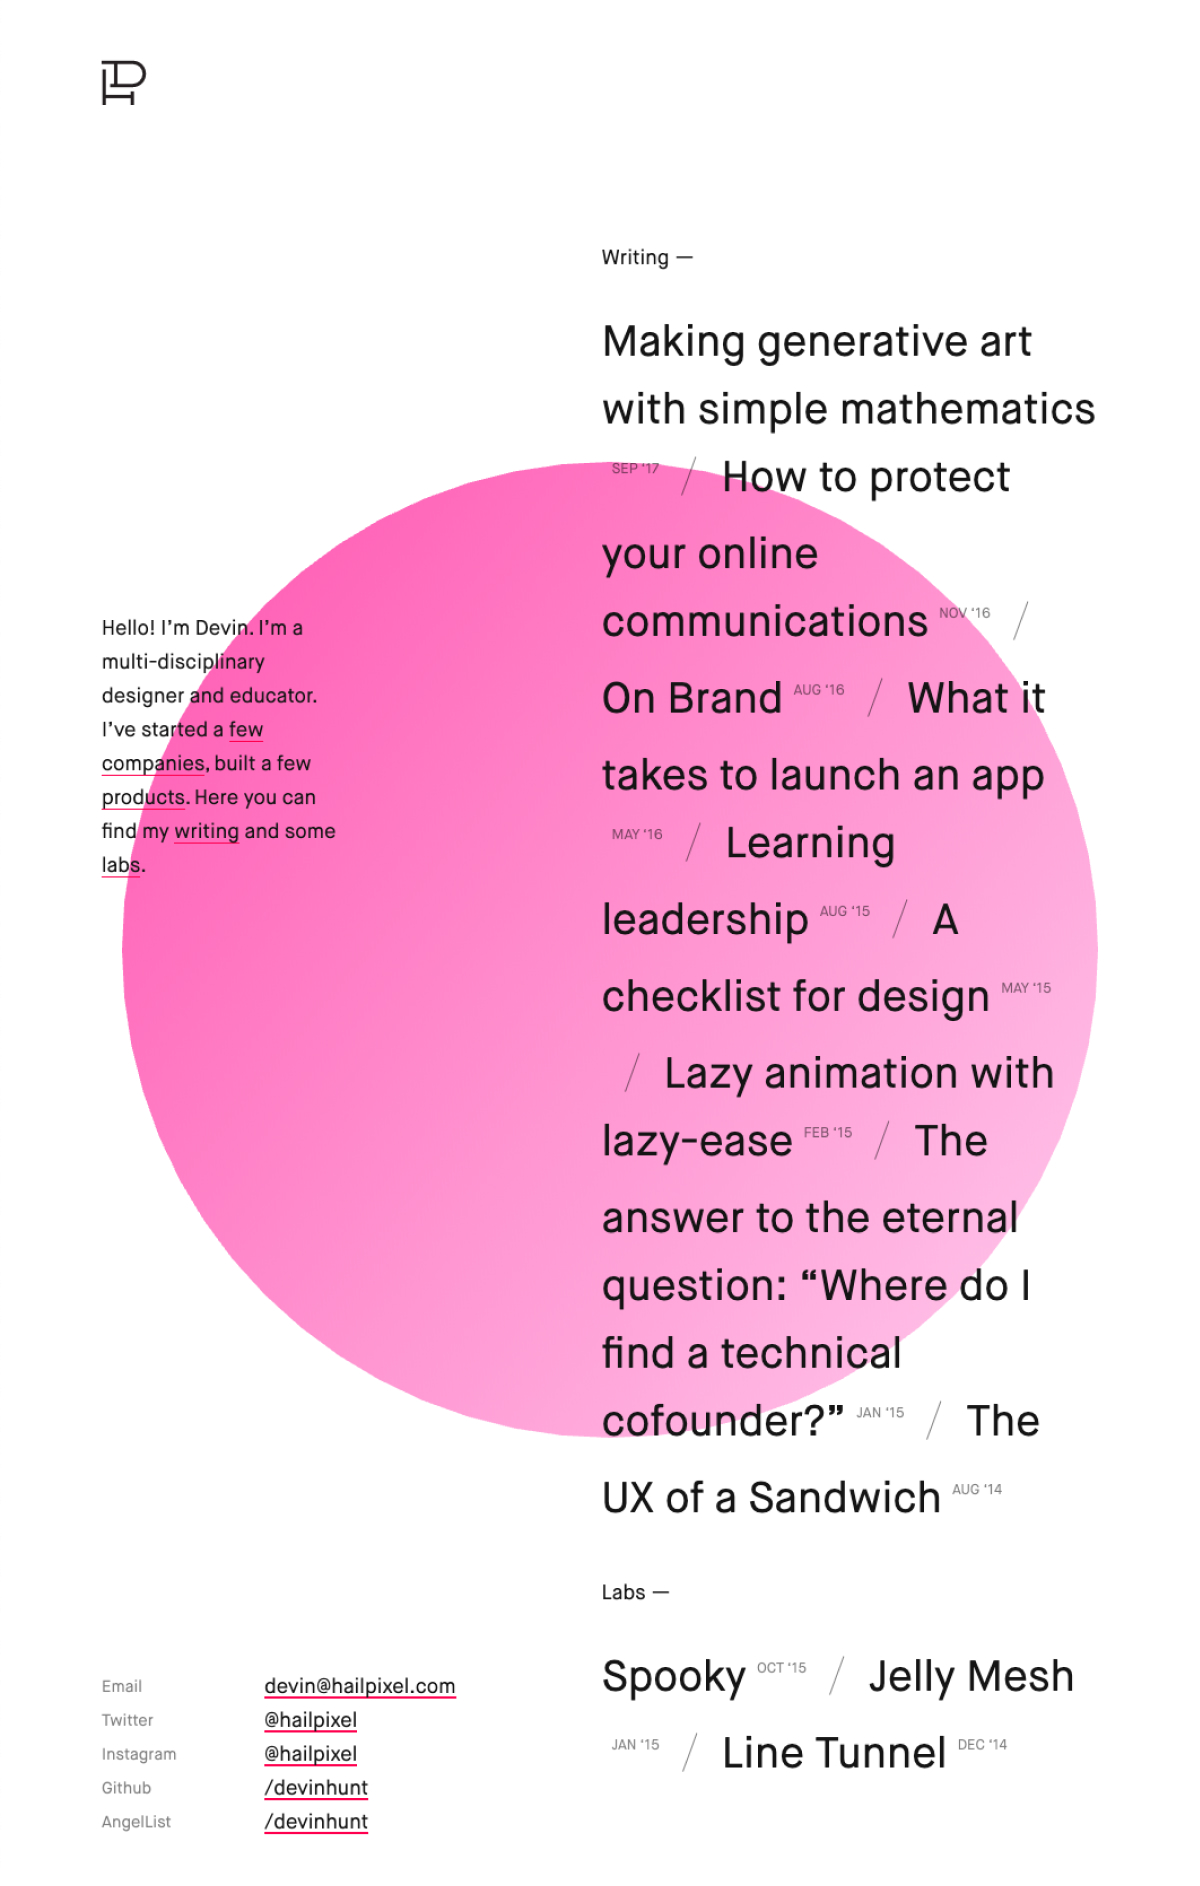 Writing —
Making generative art
with simple mathematics
SEP ‘17 / How to protect
your online
communications NOV ‘16 /
On Brand AUG ‘16 / What it
takes to launch an app
MAY ‘16 / Learning
leadership AUG ‘15 / A
checklist for design MAY ‘15
/ Lazy animation with
lazy-ease FEB ‘15 / The
answer to the eternal
question: “Where do I
find a technical
cofounder?” JAN ‘15 / The
UX of a Sandwich AUG ‘14
Hello! I’m Devin. I’m a
multi-disciplinary
designer and educator.
I’ve started a few
companies, built a few
products. Here you can
find my writing and some
labs.
Labs —
Spooky OCT ‘15 / Jelly Mesh
JAN ‘15 / Line Tunnel DEC ‘14
Email devin@hailpixel.com
Twitter @hailpixel
Instagram @hailpixel
Github /devinhunt
AngelList /devinhunt